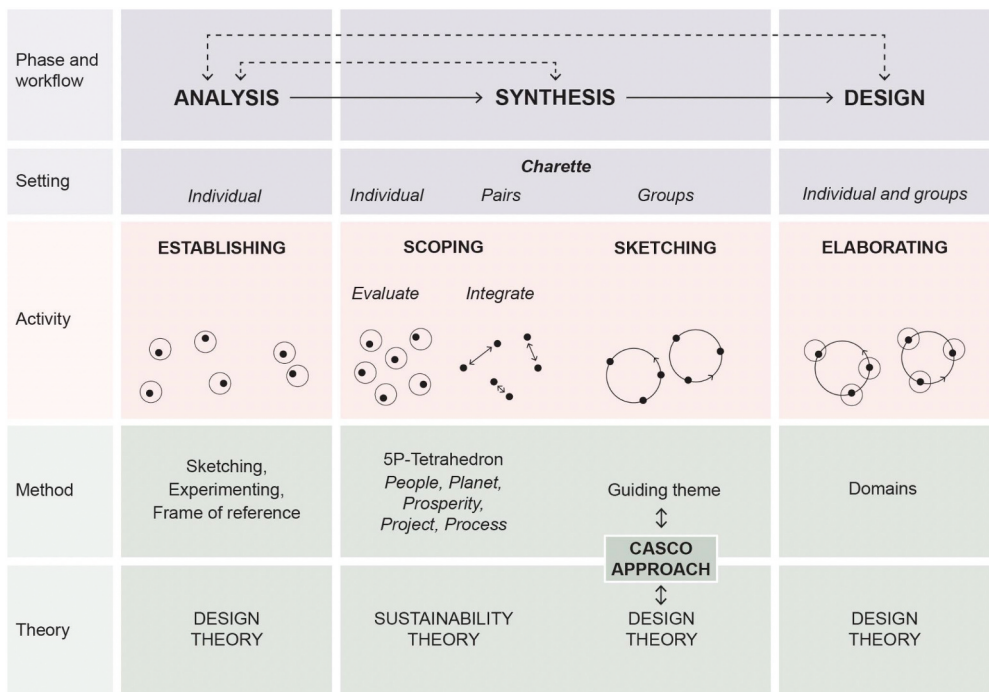 Phase and
workflow
ANALYSIS
SYNTHESIS
DESIGN
Setting
Charette
Individual
Individual
Pairs
Groups
Individual and groups
Activity
ESTABLISHING
SCOPING
SKETCHING
ELABORATING
Evaluate
Integrate
Method
Sketching,
Experimenting,
Frame of reference
5P-Tetrahedron
People, Planet,
Prosperity,
Project, Process
Guiding theme
Domains
CASCO
APPROACH
Theory
DESIGN
THEORY
SUSTAINABILITY
THEORY
DESIGN
THEORY
DESIGN
THEORY